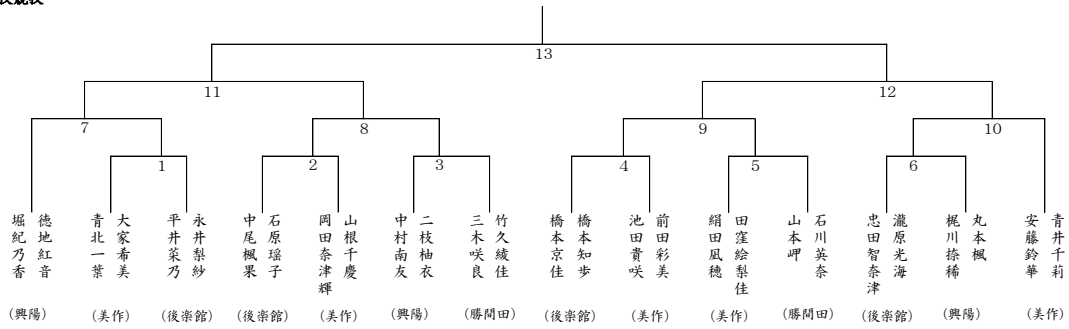 13
11
12
7
8
9
10
1
2
3
4
5
6
堀紀乃香
徳地紅音
青北一葉
大家希美
平井菜乃
永井梨紗
中尾楓果
石原瑶子
岡田奈津輝
山根千慶
中村南友
二枝柚衣
三木咲良
竹久綾佳
橋本京佳
橋本知歩
池田貴咲
前田彩美
絹田凪穂
田窪絵梨佳
山本岬
石川英奈
忠田智奈津
瀧原光海
梶川捺稀
丸本楓
安藤鈴華
青井千莉
(興陽)
(美作)
(後楽館)
(後楽館)
(美作)
(興陽)
(勝間田)
(後楽館)
(美作)
(美作)
(勝間田)
(後楽館)
(興陽)
(美作)